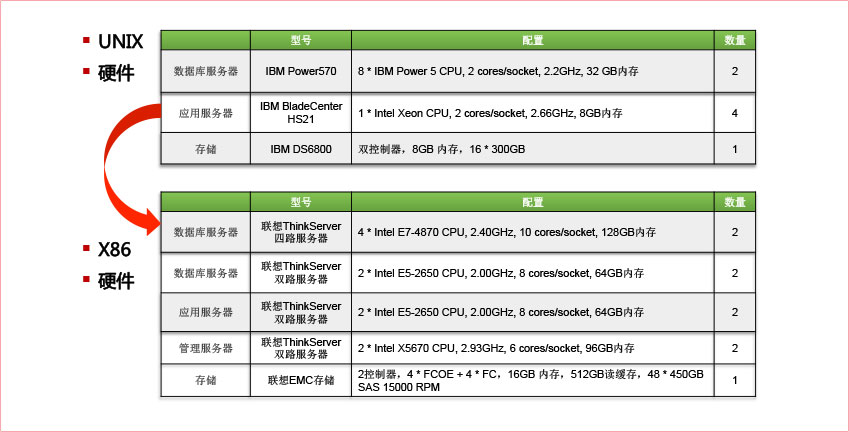 UNIX
硬件
型号 配置 数量
数据库服务器 IBM Power570 8 * IBM Power 5 CPU, 2 cores/socket, 2.2GHz, 32 GB内存 2
应用服务器 IBM BladeCenter HS21 1 * Intel Xeon CPU, 2 cores/socket, 2.66GHz, 8GB内存 4
存储 IBM DS6800 双控制器，8GB 内存，16 * 300GB 1
X86
硬件
型号 配置 数量
数据库服务器 联想ThinkServer 四路服务器 4 * Intel E7-4870 CPU, 2.40GHz, 10 cores/socket, 128GB内存 2
数据库服务器 联想ThinkServer 双路服务器 2 * Intel E5-2650 CPU, 2.00GHz, 8 cores/socket, 64GB内存 2
应用服务器 联想ThinkServer 双路服务器 2 * Intel E5-2650 CPU, 2.00GHz, 8 cores/socket, 64GB内存 2
管理服务器 联想ThinkServer 双路服务器 2 * Intel X5670 CPU, 2.93GHz, 6 cores/socket, 96GB内存 2
存储 联想EMC存储 2控制器，4 * FCOE + 4 * FC，16GB 内存，512GB读缓存，48 * 450GB SAS 15000 RPM 1